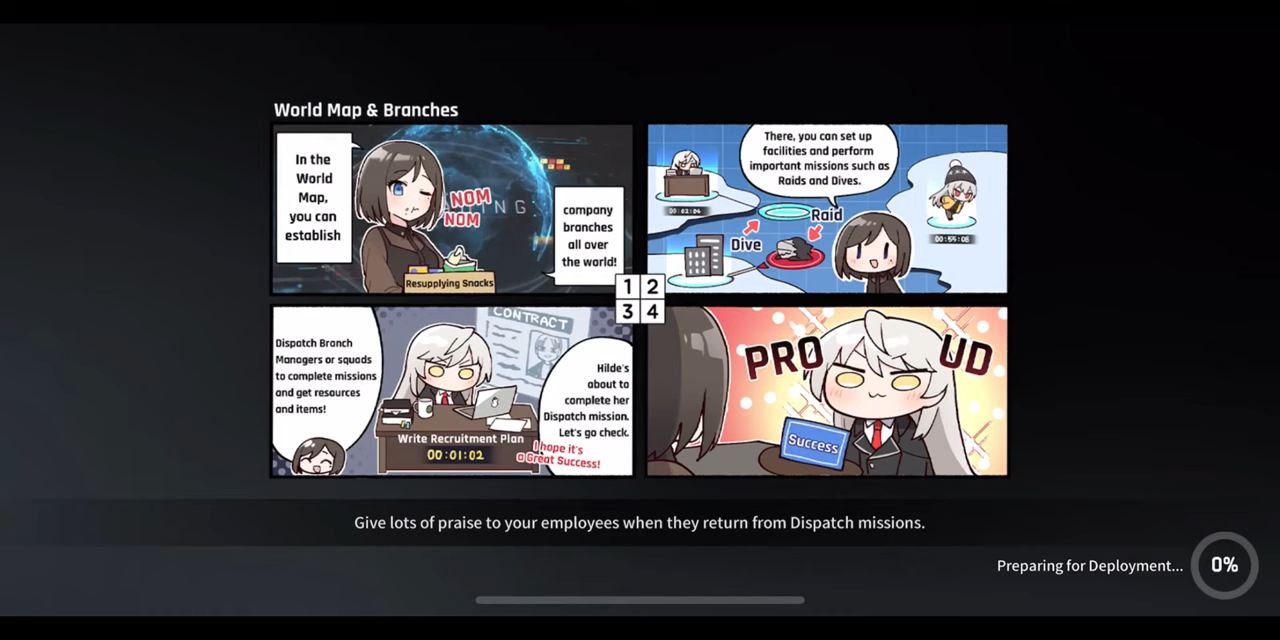 World Map & Branches
In the
World
Map,
you can
establish
NOM
NOM
Resupplying Snacks
company
branches
all over
the world!
There, you can set up
facilities and perform
important missions such as
Raids and Dives.
00:02:04
Raid
Dive
00:55:08
1 2
3 4
Dispatch Branch
Managers or squads
to complete missions
and get resources
and items!
CONTRACT
Write Recruitment Plan
00:01:02
Hilde's
about to
complete her
Dispatch mission.
Let's go check.
I hope it's
a Great Success!
PRO UD
Success
Give lots of praise to your employees when they return from Dispatch missions.
Preparing for Deployment... 0%